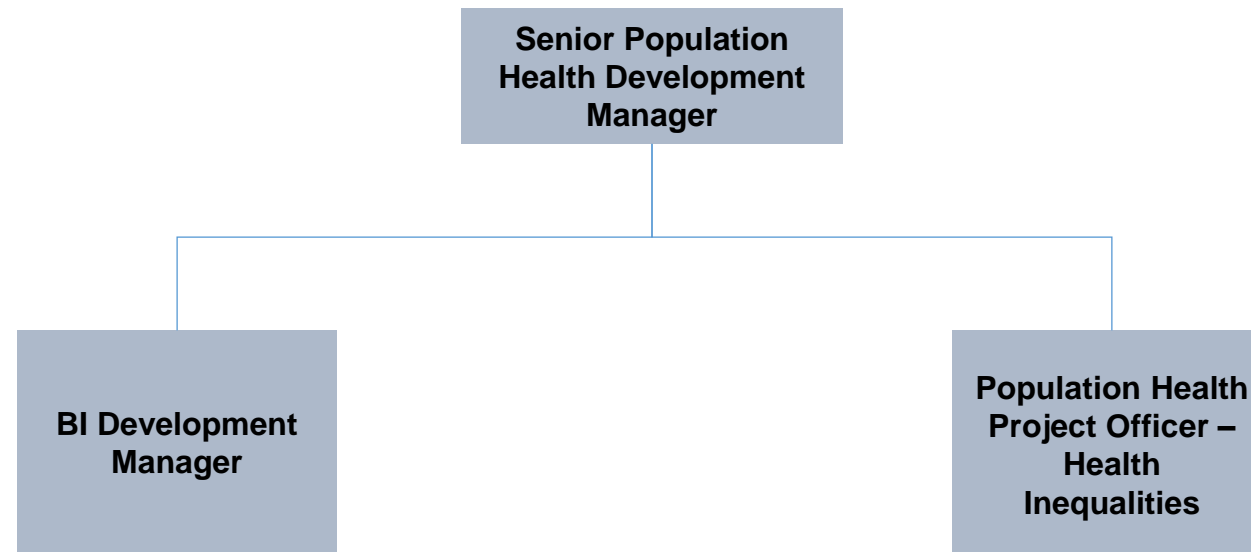 Senior Population
Health Development
Manager
BI Development
Manager
Population Health
Project Officer –
Health
Inequalities